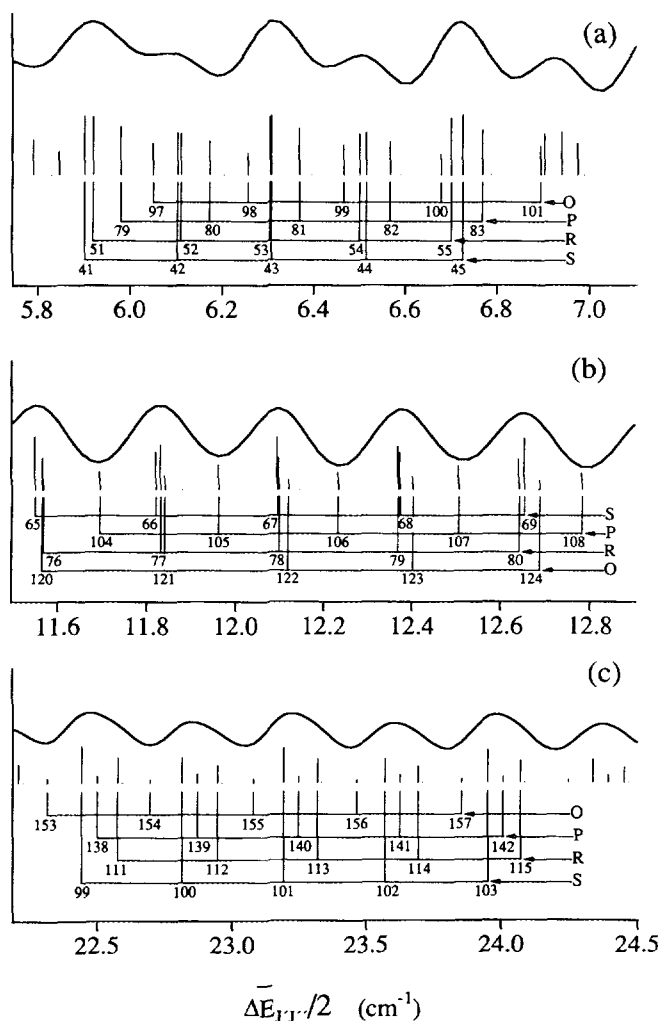 (a)
O
97 98 99 100 101
P
79 80 81 82 83
R
51 52 53 54 55
S
41 42 43 44 45
5.8 6.0 6.2 6.4 6.6 6.8 7.0
(b)
S
65 66 67 68 69
P
104 105 106 107 108
R
76 77 78 79 80
O
120 121 122 123 124
11.6 11.8 12.0 12.2 12.4 12.6 12.8
(c)
O
153 154 155 156 157
P
138 139 140 141 142
R
111 112 113 114 115
S
99 100 101 102 103
22.5 23.0 23.5 24.0 24.5
/2 (cm⁻¹)